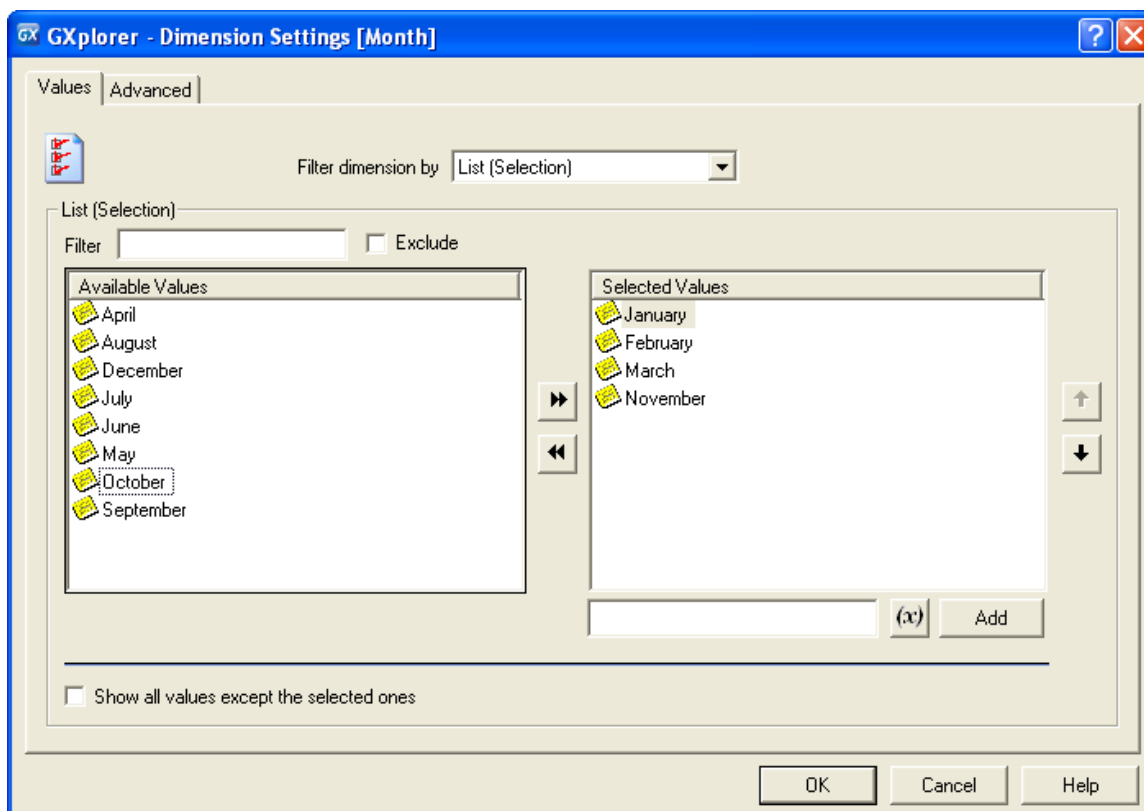 GX GXplorer - Dimension Settings [Month]
Values Advanced
Filter dimension by List (Selection)
List (Selection)
Filter Exclude
Available Values
April
August
December
July
June
May
October
September
Selected Values
January
February
March
November
(x) Add
Show all values except the selected ones
OK Cancel Help